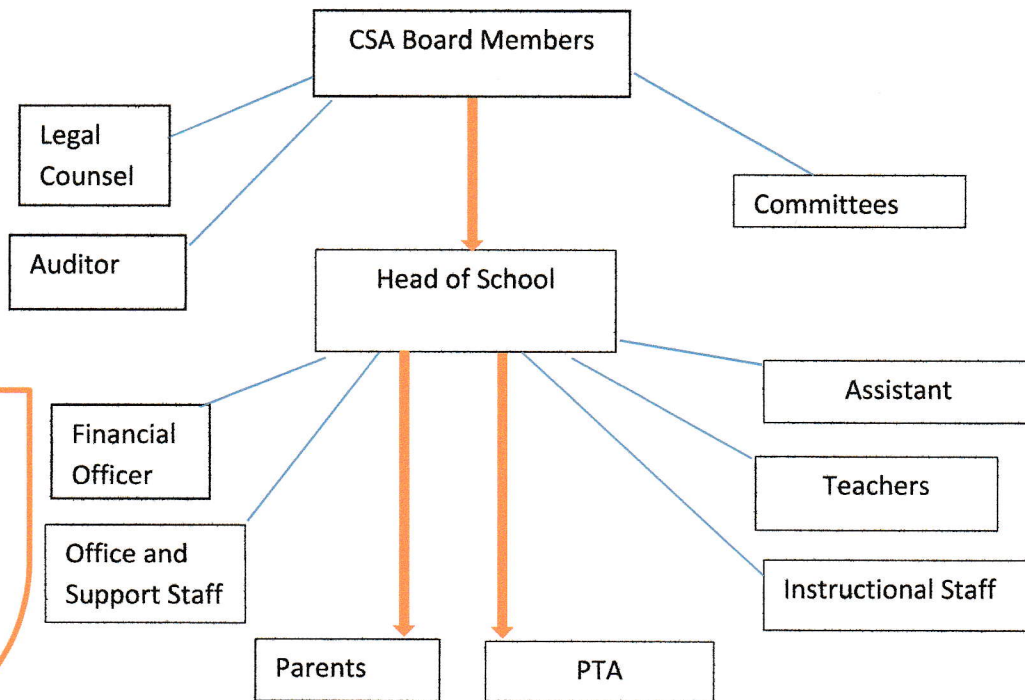 CSA Board Members
Legal
Counsel
Committees
Auditor
Head of School
Assistant
Financial
Officer
Teachers
Office and
Support Staff
Instructional Staff
Parents
PTA